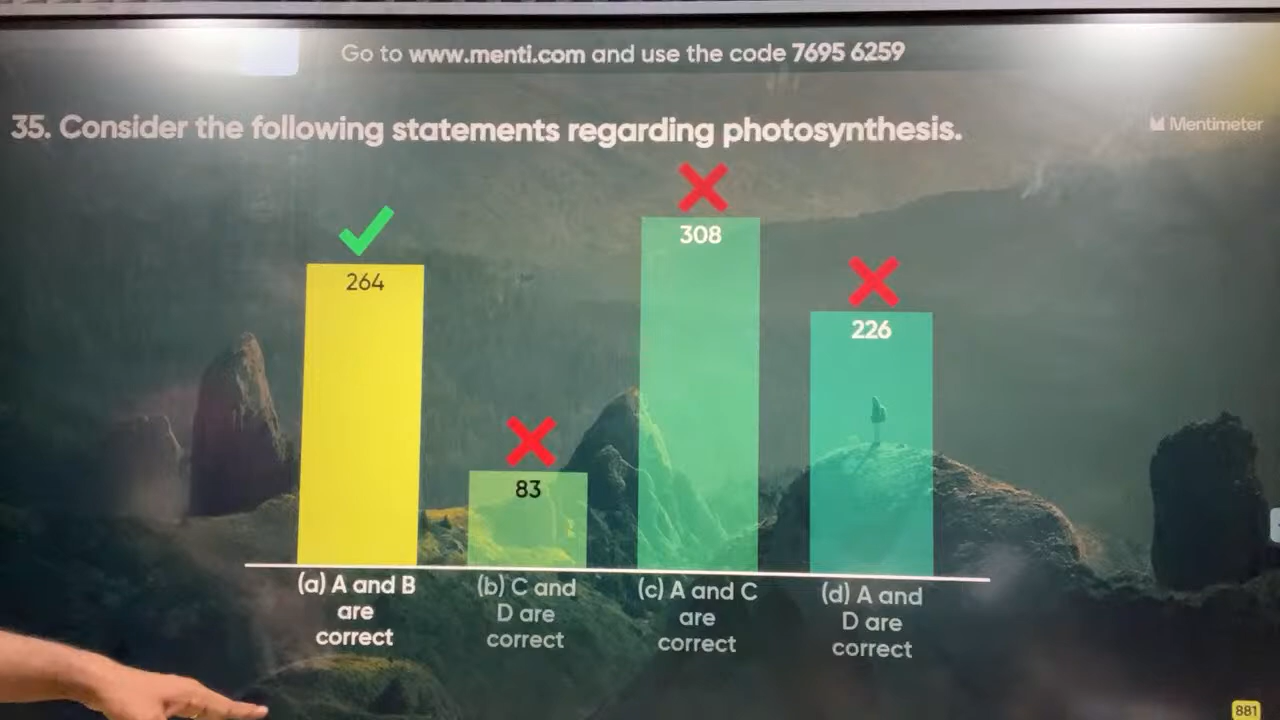 Go to www.menti.com and use the code 7695 6259
35. Consider the following statements regarding photosynthesis.
Mentimeter
264
83
308
226
(a) A and B
are
correct
(b) C and
D are
correct
(c) A and C
are
correct
(d) A and
D are
correct
881